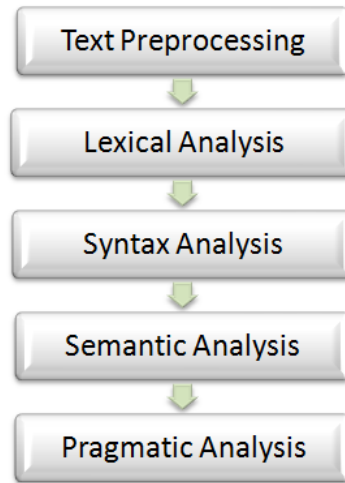 Text Preprocessing
Lexical Analysis
Syntax Analysis
Semantic Analysis
Pragmatic Analysis